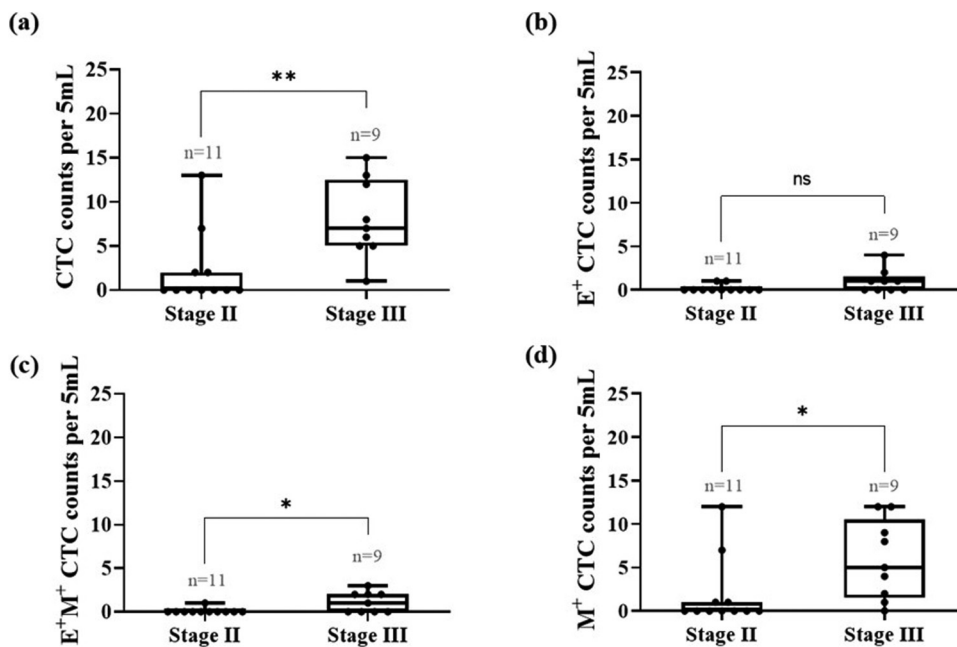 (a)
CTC counts per 5mL
25
20
15
10
5
0
**
n=11
n=9
Stage II
Stage III
(b)
E⁺ CTC counts per 5mL
25
20
15
10
5
0
ns
n=11
n=9
Stage II
Stage III
(c)
E⁺M⁺ CTC counts per 5mL
25
20
15
10
5
0
*
n=11
n=9
Stage II
Stage III
(d)
M⁺ CTC counts per 5mL
25
20
15
10
5
0
*
n=11
n=9
Stage II
Stage III